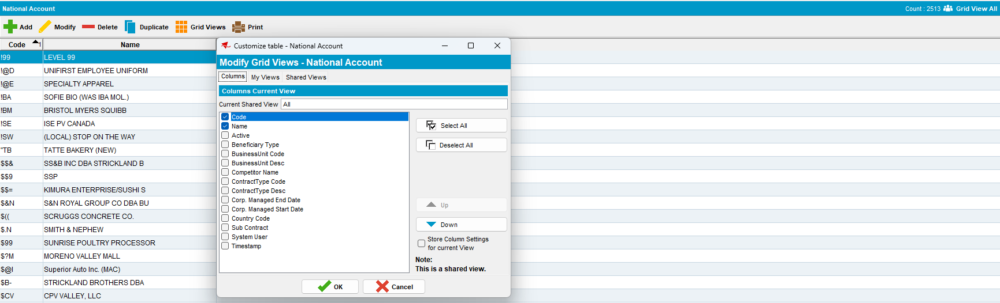 National Account
Count : 2513 Grid View All
Add Modify Delete Duplicate Grid Views Print
Code 1 Name
!99 LEVEL 99
!@D UNIFIRST EMPLOYEE UNIFORM
!@E SPECIALTY APPAREL
!BA SOFIE BIO (WAS IBA MOL.)
!BM BRISTOL MYERS SQUIBB
!SE ISE PV CANADA
!SW (LOCAL) STOP ON THE WAY
"TB TATTE BAKERY (NEW)
$$& SS&B INC DBA STRICKLAND B
$$9 SSP
$$= KIMURA ENTERPRISE/SUSHI S
$&N S&N ROYAL GROUP CO DBA BU
$(( SCRUGGS CONCRETE CO.
$.N SMITH & NEPHEW
$99 SUNRISE POULTRY PROCESSOR
$?M MORENO VALLEY MALL
$@I Superior Auto Inc. (MAC)
$B- STRICKLAND BROTHERS DBA
$CV CPV VALLEY, LLC
Customize table - National Account
Modify Grid Views - National Account
Columns My Views Shared Views
Columns Current View
Current Shared View All
Code
Name
Active
Beneficiary Type
BusinessUnit Code
BusinessUnit Desc
Competitor Name
ContractType Code
ContractType Desc
Corp. Managed End Date
Corp. Managed Start Date
Country Code
Sub Contract
System User
Timestamp
Select All
Deselect All
Up
Down
Store Column Settings
for current View
Note:
This is a shared view.
OK Cancel